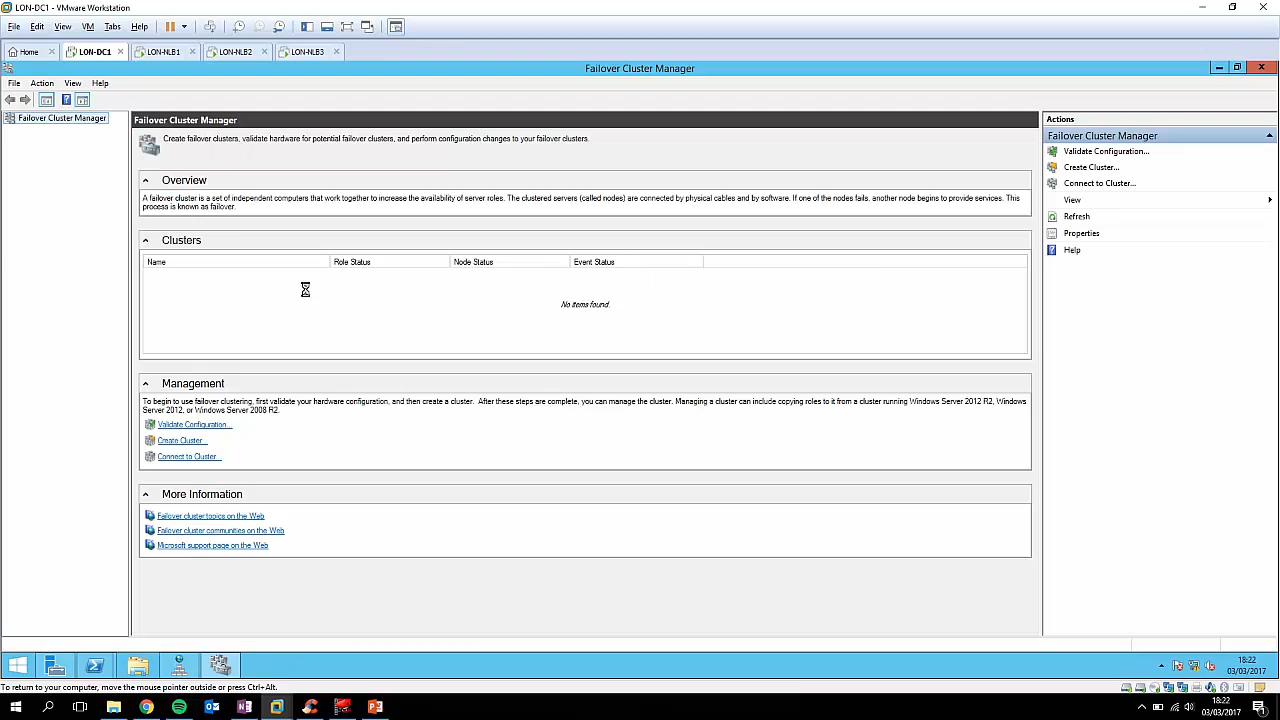 LON-DC1 - VMware Workstation
File Edit View VM Tabs Help
Home LON-DC1 LON-NLB1 LON-NLB2 LON-NLB3
Failover Cluster Manager
File Action View Help
Failover Cluster Manager
Failover Cluster Manager
Create failover clusters, validate hardware for potential failover clusters, and perform configuration changes to your failover clusters.
Overview
A failover cluster is a set of independent computers that work together to increase the availability of server roles. The clustered servers (called nodes) are connected by physical cables and by software. If one of the nodes fails, another node begins to provide services. This
process is known as failover.
Clusters
Name Role Status Node Status Event Status
No items found.
Management
To begin to use failover clustering, first validate your hardware configuration, and then create a cluster. After these steps are complete, you can manage the cluster. Managing a cluster can include copying roles to it from a cluster running Windows Server 2012 R2, Windows
Server 2012, or Windows Server 2008 R2.
Validate Configuration...
Create Cluster...
Connect to Cluster...
More Information
Failover cluster topics on the Web
Failover cluster communities on the Web
Microsoft support page on the Web
Actions
Failover Cluster Manager
Validate Configuration...
Create Cluster...
Connect to Cluster...
View
Refresh
Properties
Help
18:22
03/03/2017
To return to your computer, move the mouse pointer outside or press Ctrl+Alt.
18:22
03/03/2017